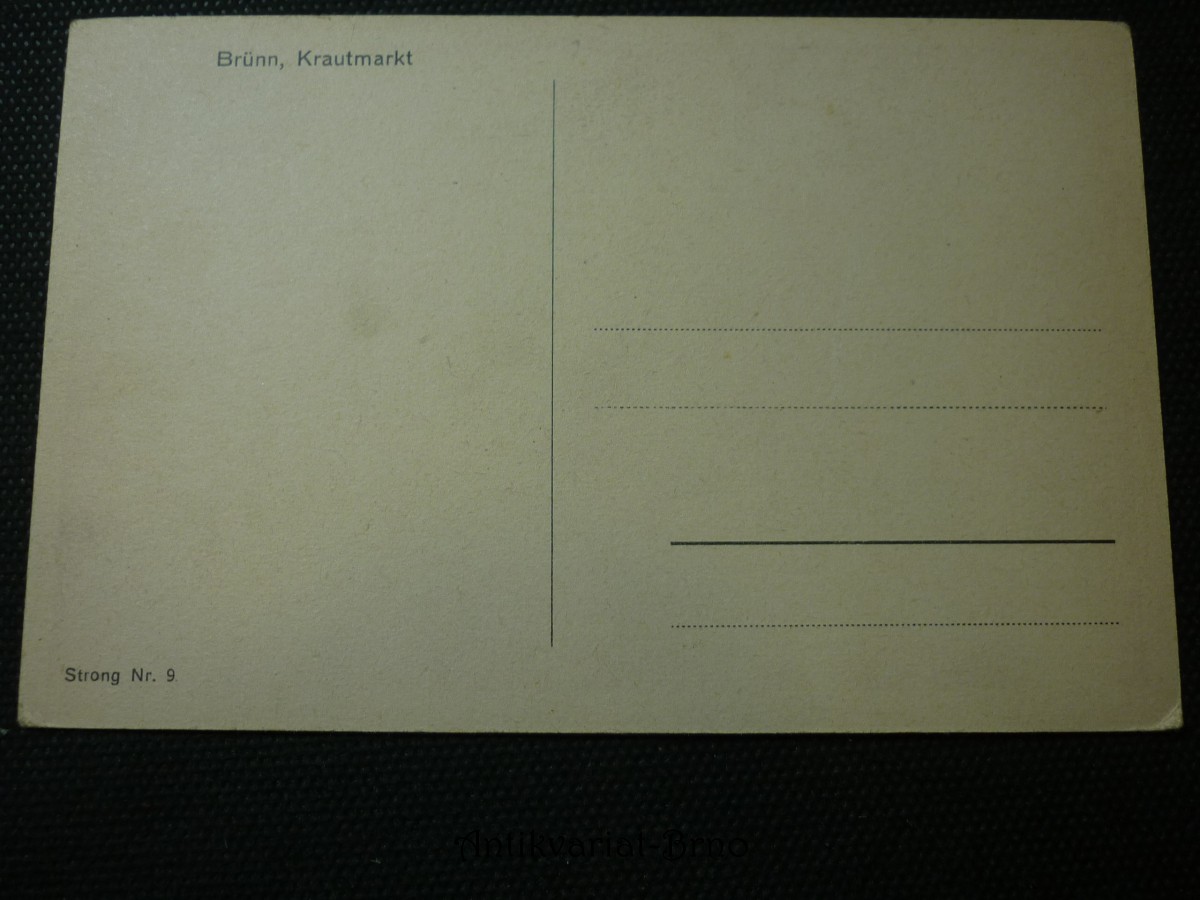 Brünn, Krautmarkt
Strong Nr. 9.
Antikvariat-Brno